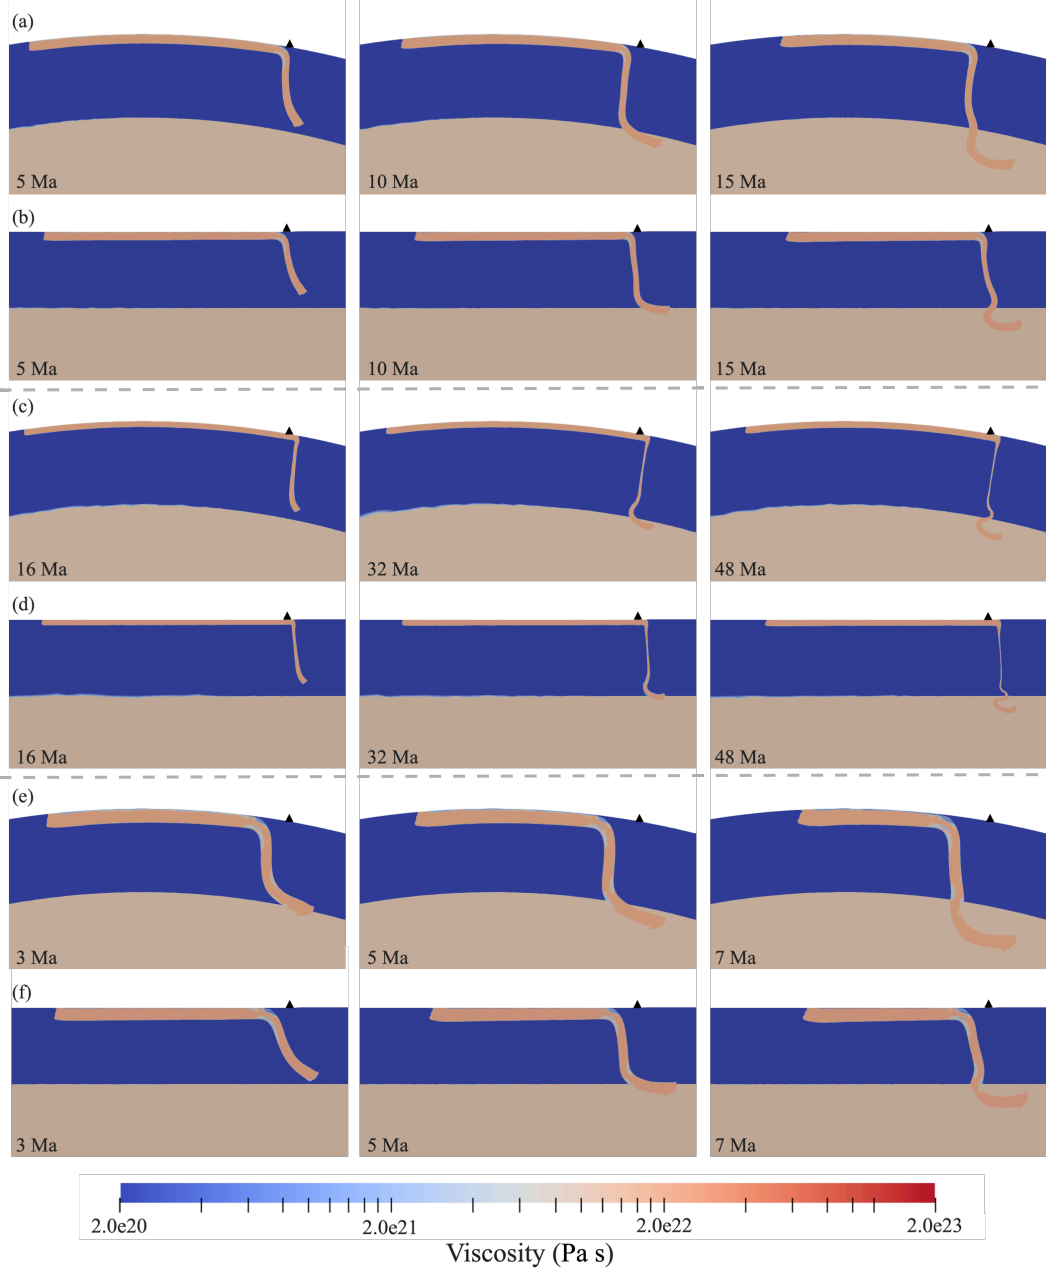 (a)
5 Ma 10 Ma 15 Ma
(b)
5 Ma 10 Ma 15 Ma
(c)
16 Ma 32 Ma 48 Ma
(d)
16 Ma 32 Ma 48 Ma
(e)
3 Ma 5 Ma 7 Ma
(f)
3 Ma 5 Ma 7 Ma
2.0e20 2.0e21 2.0e22 2.0e23
Viscosity (Pa s)